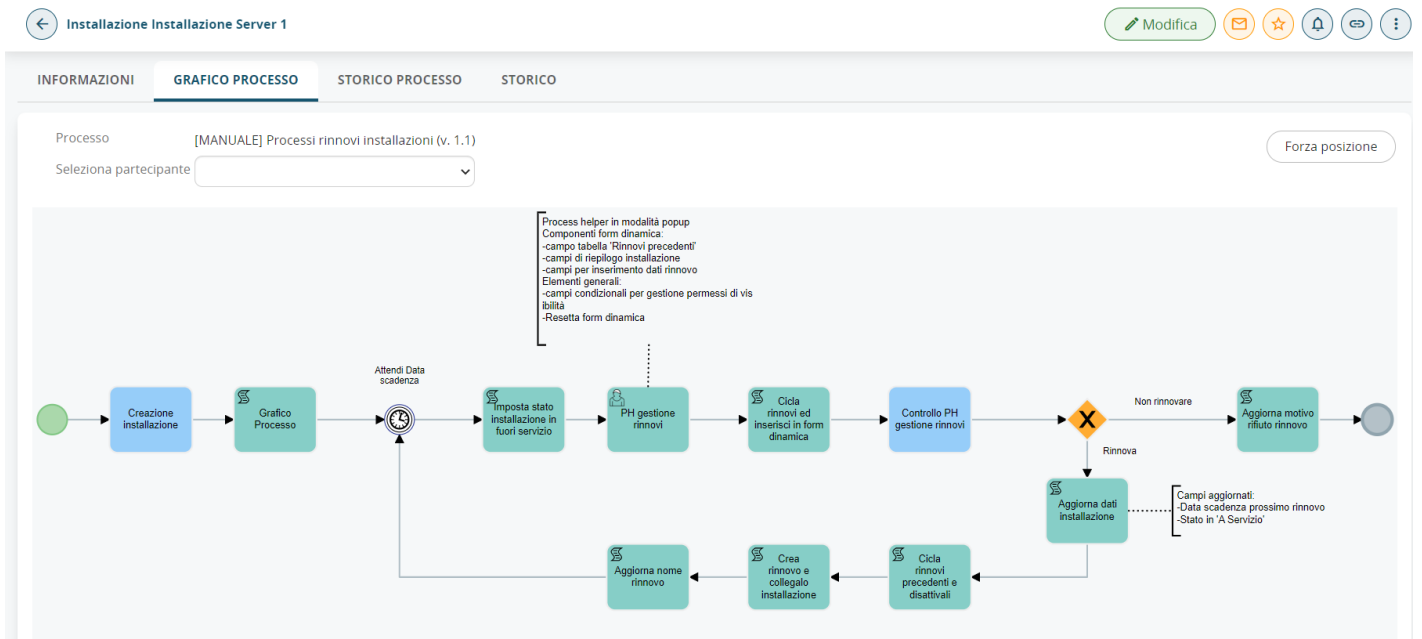 Installazione Installazione Server 1
Modifica
INFORMAZIONI
GRAFICO PROCESSO
STORICO PROCESSO
STORICO
Processo
[MANUALE] Processi rinnovi installazioni (v. 1.1)
Forza posizione
Seleziona partecipante
Process helper in modalità popup
Componenti form dinamica:
-campo tabella 'RInnovi precedenti'
-campi di riepilogo installazione
-campi per inserimento dati rinnovo
Elementi generali:
-campi condizionali per gestione permessi di vis
ibilità
-Resetta form dinamica
Attendi Data
scadenza
Creazione
installazione
Grafico
Processo
Imposta stato
installazione in
fuori servizio
PH gestione
rinnovi
Cicla
rinnovi ed
inserisci in form
dinamica
Controllo PH
gestione rinnovi
Non rinnovare
Aggiorna motivo
rifiuto rinnovo
Rinnova
Aggiorna dati
installazione
Campi aggiornati:
-Data scadenza prossimo rinnovo
-Stato in 'A Servizio'
Aggiorna nome
rinnovo
Crea
rinnovo e
collegalo
installazione
Cicla
rinnovi
precedenti e
disattivali